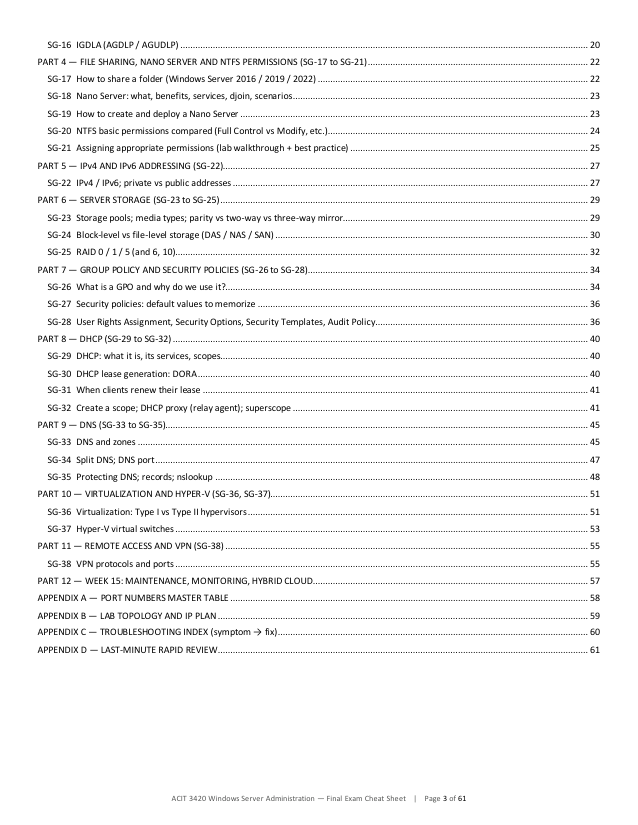 SG-16 IGDLA (AGDLP / AGUDLP) 20
PART 4 — FILE SHARING, NANO SERVER AND NTFS PERMISSIONS (SG-17 to SG-21) 22
SG-17 How to share a folder (Windows Server 2016 / 2019 / 2022) 22
SG-18 Nano Server: what, benefits, services, djoin, scenarios 23
SG-19 How to create and deploy a Nano Server 23
SG-20 NTFS basic permissions compared (Full Control vs Modify, etc.) 24
SG-21 Assigning appropriate permissions (lab walkthrough + best practice) 25
PART 5 — IPv4 AND IPv6 ADDRESSING (SG-22) 27
SG-22 IPv4 / IPv6; private vs public addresses 27
PART 6 — SERVER STORAGE (SG-23 to SG-25) 29
SG-23 Storage pools; media types; parity vs two-way vs three-way mirror 29
SG-24 Block-level vs file-level storage (DAS / NAS / SAN) 30
SG-25 RAID 0 / 1 / 5 (and 6, 10) 32
PART 7 — GROUP POLICY AND SECURITY POLICIES (SG-26 to SG-28) 34
SG-26 What is a GPO and why do we use it? 34
SG-27 Security policies: default values to memorize 36
SG-28 User Rights Assignment, Security Options, Security Templates, Audit Policy 36
PART 8 — DHCP (SG-29 to SG-32) 40
SG-29 DHCP: what it is, its services, scopes 40
SG-30 DHCP lease generation: DORA 40
SG-31 When clients renew their lease 41
SG-32 Create a scope; DHCP proxy (relay agent); superscope 41
PART 9 — DNS (SG-33 to SG-35) 45
SG-33 DNS and zones 45
SG-34 Split DNS; DNS port 47
SG-35 Protecting DNS; records; nslookup 48
PART 10 — VIRTUALIZATION AND HYPER-V (SG-36, SG-37) 51
SG-36 Virtualization: Type I vs Type II hypervisors 51
SG-37 Hyper-V virtual switches 53
PART 11 — REMOTE ACCESS AND VPN (SG-38) 55
SG-38 VPN protocols and ports 55
PART 12 — WEEK 15: MAINTENANCE, MONITORING, HYBRID CLOUD 57
APPENDIX A — PORT NUMBERS MASTER TABLE 58
APPENDIX B — LAB TOPOLOGY AND IP PLAN 59
APPENDIX C — TROUBLESHOOTING INDEX (symptom → fix) 60
APPENDIX D — LAST-MINUTE RAPID REVIEW 61
ACIT 3420 Windows Server Administration — Final Exam Cheat Sheet | Page 3 of 61